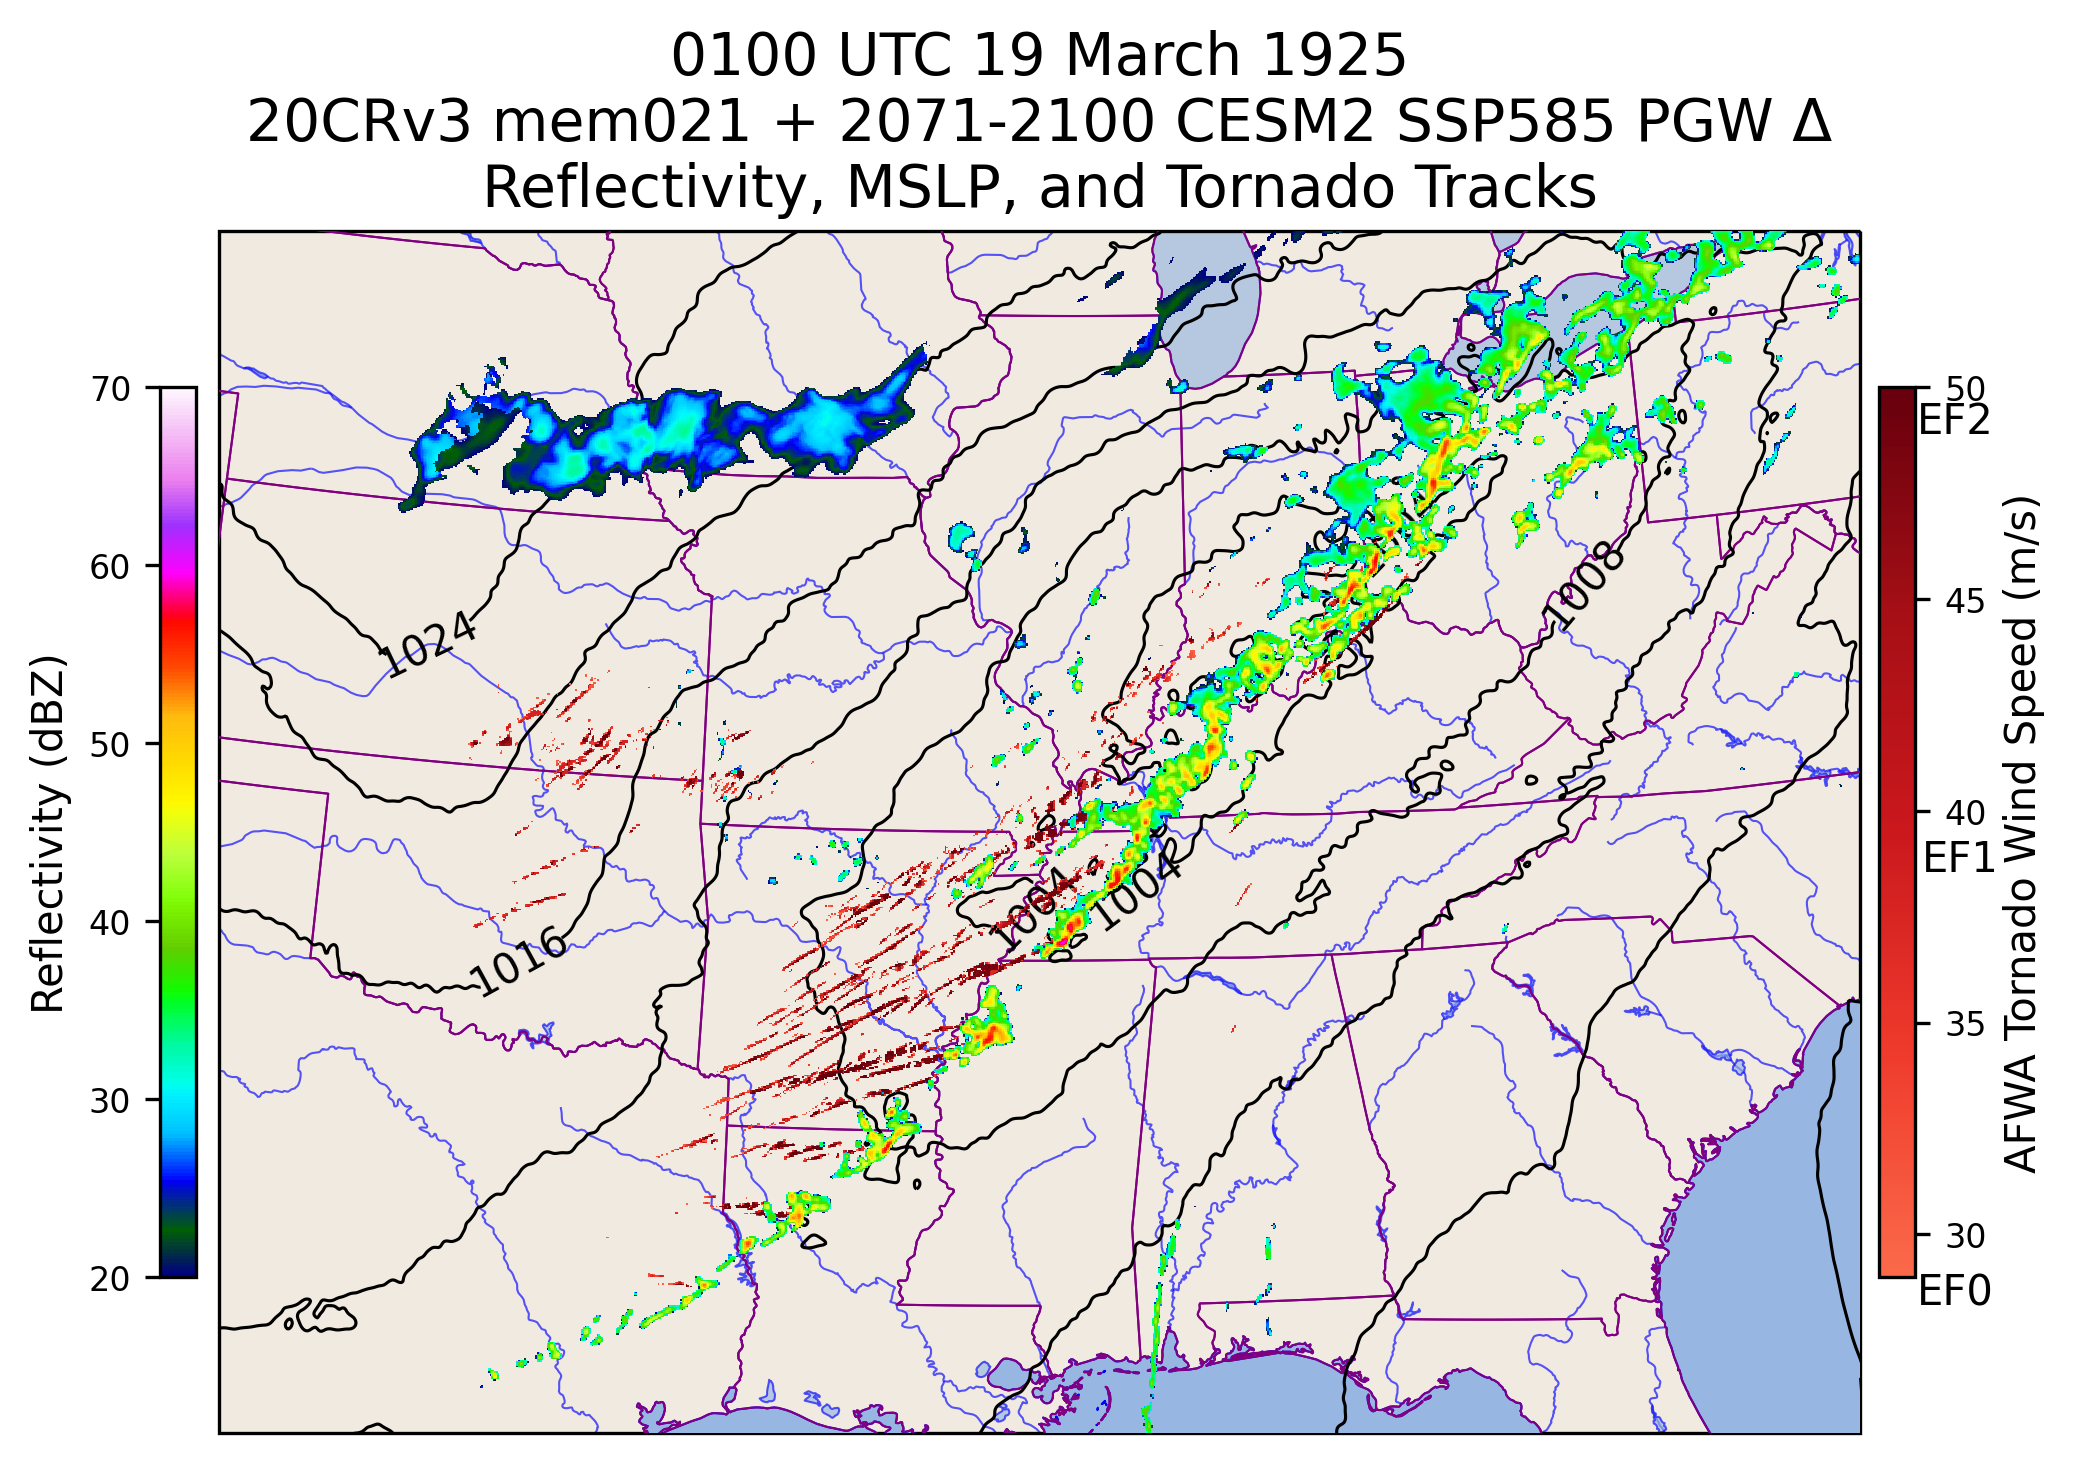 0100 UTC 19 March 1925
20CRv3 mem021 + 2071-2100 CESM2 SSP585 PGW Δ
Reflectivity, MSLP, and Tornado Tracks
Reflectivity (dBZ)
70
60
50
40
30
20
1024
1016
1004
1004
1008
50
EF2
45
40
EF1
35
30
EF0
AFWA Tornado Wind Speed (m/s)